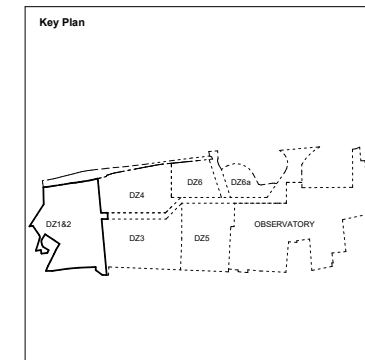 Key Plan
DZ6
DZ6a
DZ4
DZ1&2
OBSERVATORY
DZ3
DZ5